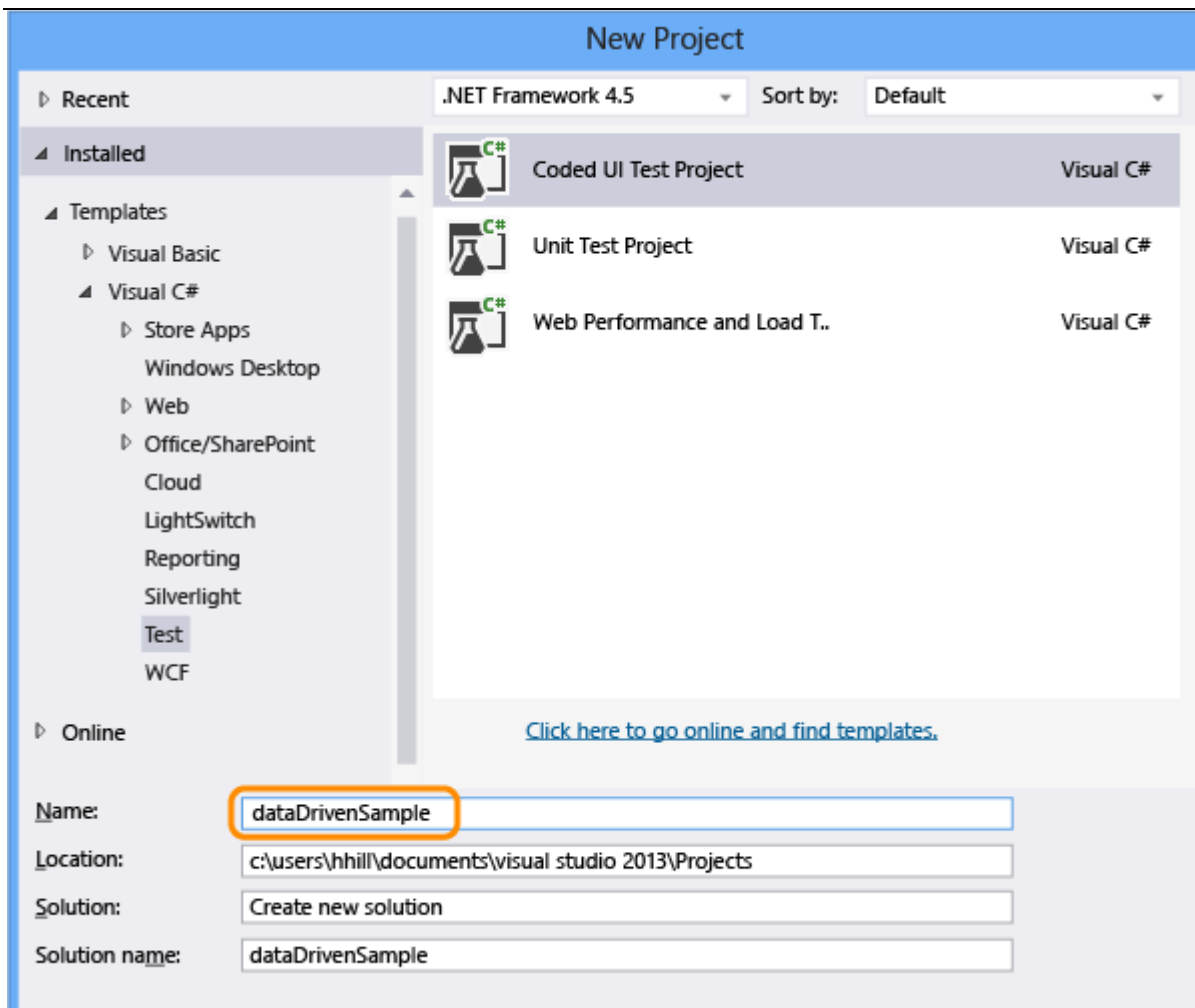 New Project
Recent
.NET Framework 4.5
Sort by:
Default
Installed
Templates
Visual Basic
Visual C#
Store Apps
Windows Desktop
Web
Office/SharePoint
Cloud
LightSwitch
Reporting
Silverlight
Test
WCF
Online
C#
Coded UI Test Project
Visual C#
C#
Unit Test Project
Visual C#
C#
Web Performance and Load T..
Visual C#
Click here to go online and find templates.
Name:
dataDrivenSample
Location:
c:\users\hhill\documents\visual studio 2013\Projects
Solution:
Create new solution
Solution name:
dataDrivenSample